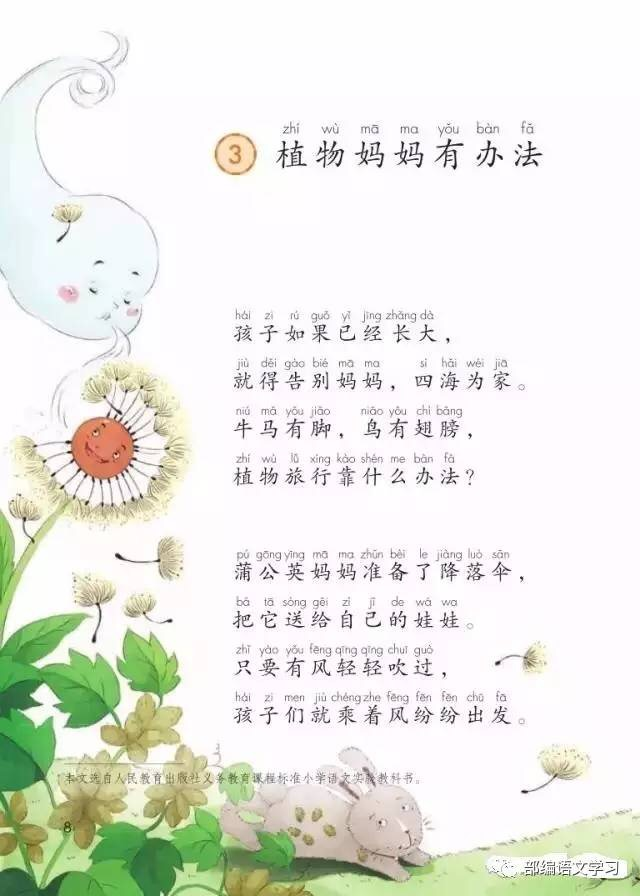 zhí wù mā ma yǒu bàn fǎ
3 植物妈妈有办法
hái zi rú guǒ yǐ jīng zhǎng dà
孩子如果已经长大，
jiù děi gào bié mā ma sì hǎi wéi jiā
就得告别妈妈，四海为家。
niú mǎ yǒu jiǎo niǎo yǒu chì bǎng
牛马有脚，鸟有翅膀，
zhí wù lǚ xíng kào shén me bàn fǎ
植物旅行靠什么办法？
pú gōng yīng mā ma zhǔn bèi le jiàng luò sǎn
蒲公英妈妈准备了降落伞，
bǎ tā sòng gěi zì jǐ de wá wa
把它送给自己的娃娃。
zhǐ yào yǒu fēng qīng qīng chuī guò
只要有风轻轻吹过，
hái zi men jiù chéng zhe fēng fēn fēn chū fā
孩子们就乘着风纷纷出发。
本文选自人民教育出版社义务教育课程标准小学语文实验教科书。
8
部编语文学习